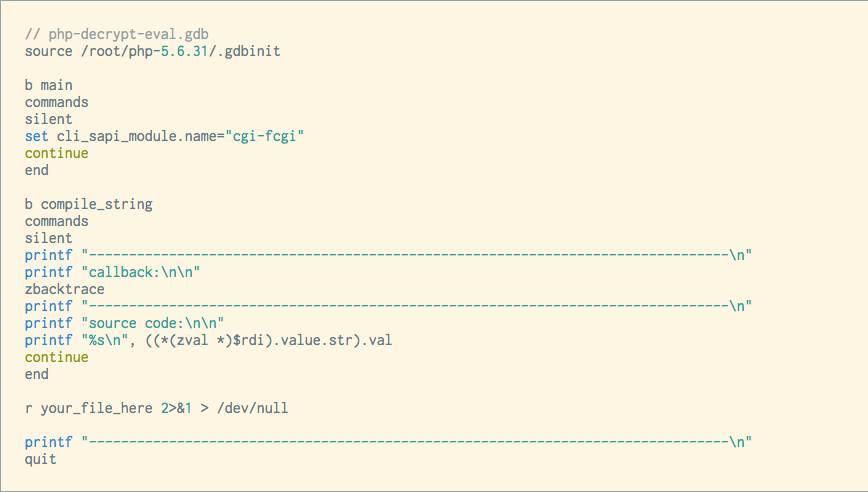 // php-decrypt-eval.gdb
source /root/php-5.6.31/.gdbinit
b main
commands
silent
set cli_sapi_module.name="cgi-fcgi"
continue
end
b compile_string
commands
silent
printf "--------------------------------------------------------------------------------\n"
printf "callback:\n\n"
zbacktrace
printf "--------------------------------------------------------------------------------\n"
printf "source code:\n\n"
printf "%s\n", ((*(zval *)$rdi).value.str).val
continue
end
r your_file_here 2>&1 > /dev/null
printf "--------------------------------------------------------------------------------\n"
quit